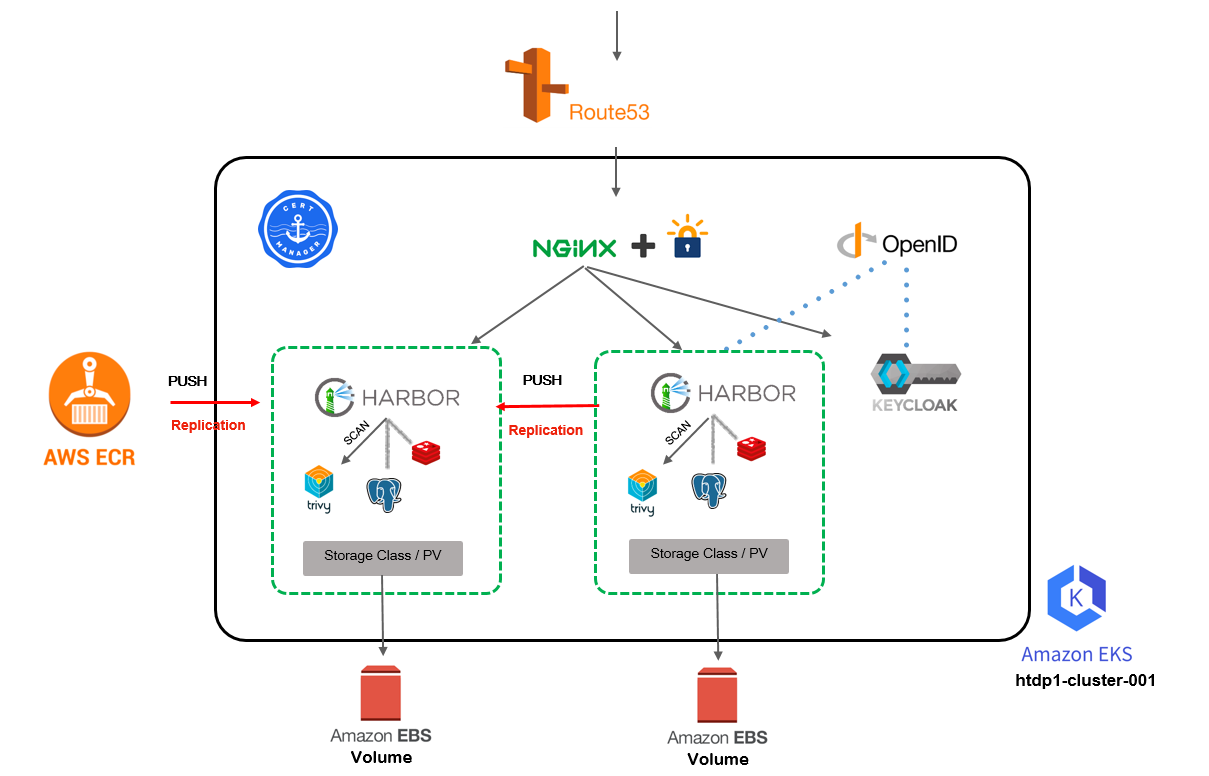 Route53
CERT
MANAGER
NGiNX
OpenID
PUSH
Replication
AWS ECR
HARBOR
SCAN
trivy
Storage Class / PV
PUSH
Replication
HARBOR
SCAN
trivy
Storage Class / PV
KEYCLOAK
K
Amazon EKS
htdp1-cluster-001
Amazon EBS
Volume
Amazon EBS
Volume